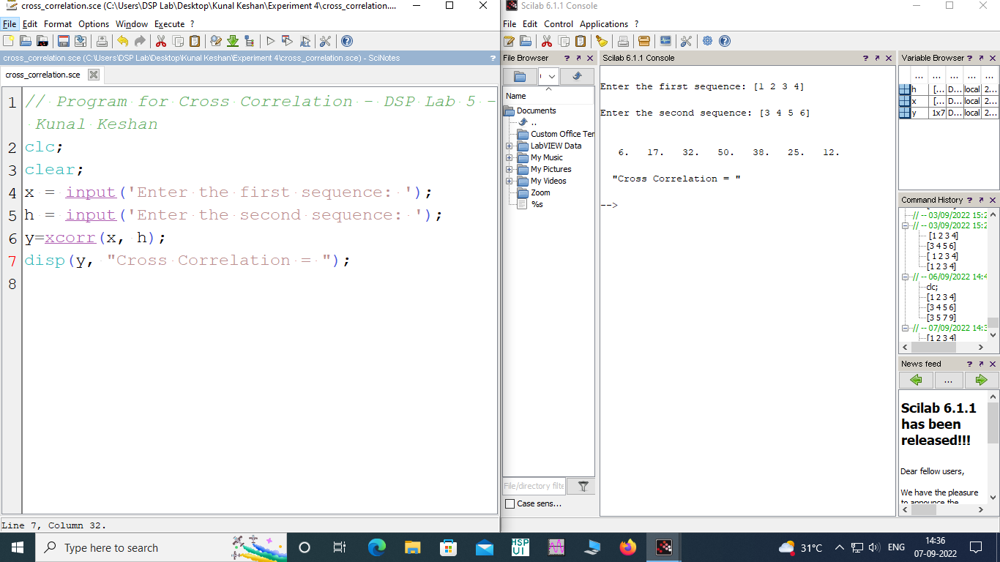 cross_correlation.sce (C:\Users\DSP Lab\Desktop\Kunal Keshan\Experiment 4\cross_correlation....
File Edit Format Options Window Execute ?
cross_correlation.sce (C:\Users\DSP Lab\Desktop\Kunal Keshan\Experiment 4\cross_correlation.sce) - SciNotes ?
cross_correlation.sce
1 // Program for Cross Correlation - DSP Lab 5 -
Kunal Keshan
2 clc;
3 clear;
4 x = input('Enter the first sequence: ');
5 h = input('Enter the second sequence: ');
6 y=xcorr(x, h);
7 disp(y, "Cross Correlation = ");
8
Line 7, Column 32.
Scilab 6.1.1 Console
File Edit Control Applications ?
File Browser ?
Name
Documents
..
Custom Office Ter
LabVIEW Data
My Music
My Pictures
My Videos
Zoom
%s
File/directory filte
Case sens...
Scilab 6.1.1 Console ?
Enter the first sequence: [1 2 3 4]
Enter the second sequence: [3 4 5 6]
6. 17. 32. 50. 38. 25. 12.
"Cross Correlation = "
-->
Variable Browser ?
... ... ... ... ...
h [... D... local 2...
x [... D... local 2...
y 1x7 D... local 2...
Command History ?
// -- 03/09/2022 15:2
// -- 03/09/2022 15:2
[1 2 3 4]
[3 4 5 6]
[ 1 2 3 4]
[1 2 3 4]
// -- 06/09/2022 14:4
clc;
[1 2 3 4]
[3 4 5 6]
[3 5 7 9]
// -- 07/09/2022 14:3
[1 2 3 4]
News feed ?
...
Scilab 6.1.1
has been
released!!!
Dear fellow users,
We have the pleasure
to announce the
Type here to search
HSP
UI
31°C
ENG
14:36
07-09-2022